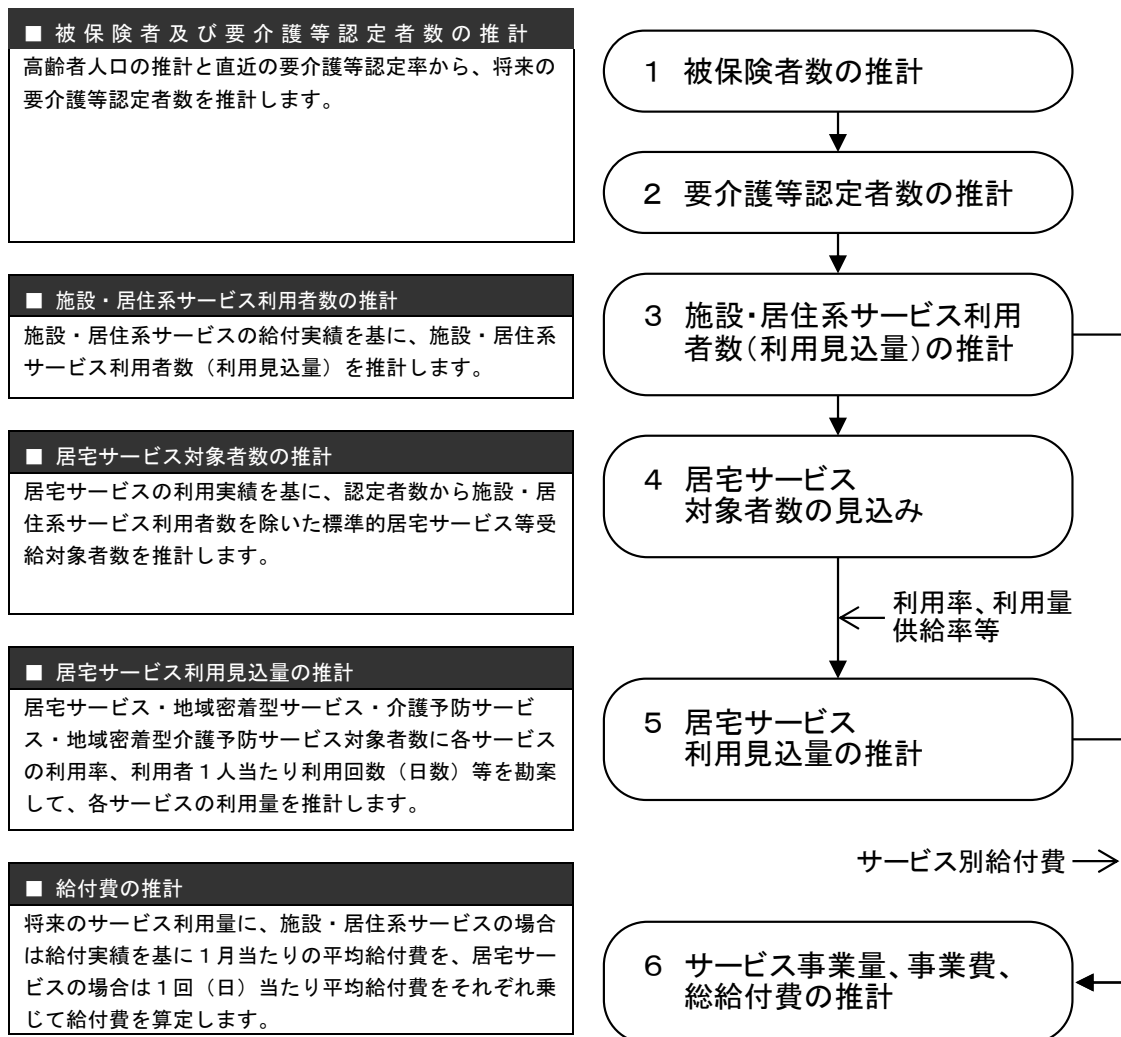 ■ 被保険者及び要介護等認定者数の推計
高齢者人口の推計と直近の要介護等認定率から、将来の
要介護等認定者数を推計します。
■ 施設・居住系サービス利用者数の推計
施設・居住系サービスの給付実績を基に、施設・居住系
サービス利用者数（利用見込量）を推計します。
■ 居宅サービス対象者数の推計
居宅サービスの利用実績を基に、認定者数から施設・居
住系サービス利用者数を除いた標準的居宅サービス等受
給対象者数を推計します。
■ 居宅サービス利用見込量の推計
居宅サービス・地域密着型サービス・介護予防サービ
ス・地域密着型介護予防サービス対象者数に各サービス
の利用率、利用者１人当たり利用回数（日数）等を勘案
して、各サービスの利用量を推計します。
■ 給付費の推計
将来のサービス利用量に、施設・居住系サービスの場合
は給付実績を基に１月当たりの平均給付費を、居宅サー
ビスの場合は１回（日）当たり平均給付費をそれぞれ乗
じて給付費を算定します。
１ 被保険者数の推計
２ 要介護等認定者数の推計
３ 施設・居住系サービス利用
者数（利用見込量）の推計
４ 居宅サービス
対象者数の見込み
利用率、利用量
供給率等
５ 居宅サービス
利用見込量の推計
サービス別給付費
６ サービス事業量、事業費、
総給付費の推計